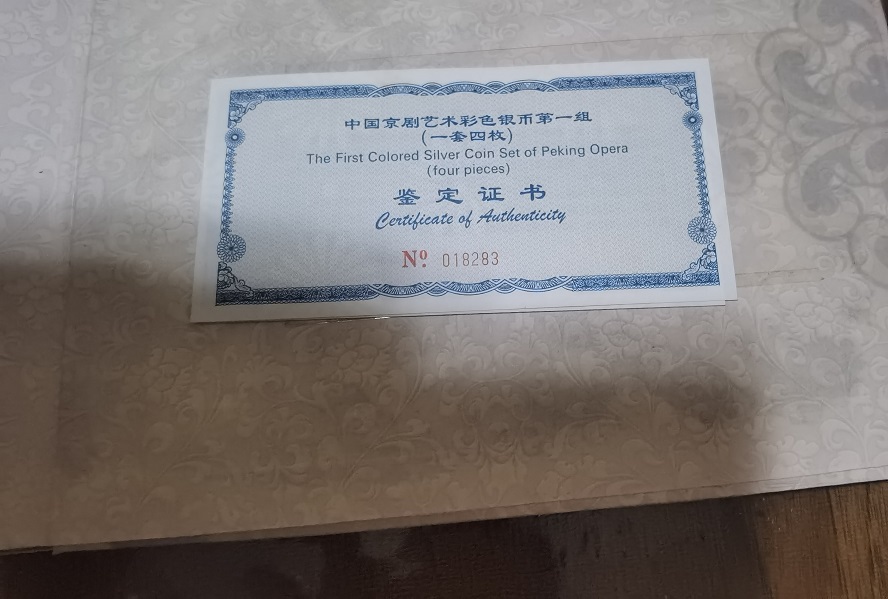 中国京剧艺术彩色银币第一组
(一套四枚)
The First Colored Silver Coin Set of Peking Opera
(four pieces)
鉴定证书
Certificate of Authenticity
Nº 018283